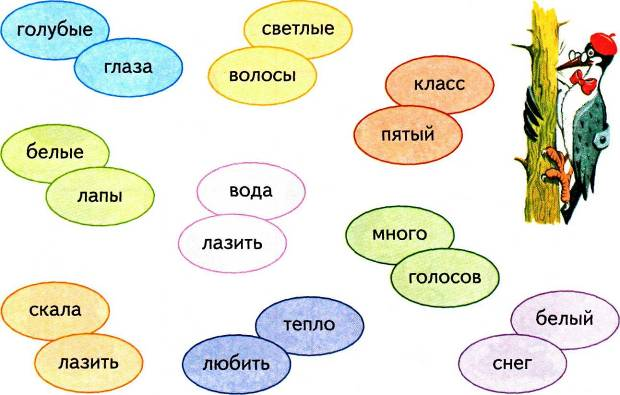 голубые
глаза
светлые
волосы
класс
пятый
белые
лапы
вода
лазить
много
голосов
скала
лазить
тепло
любить
белый
снег